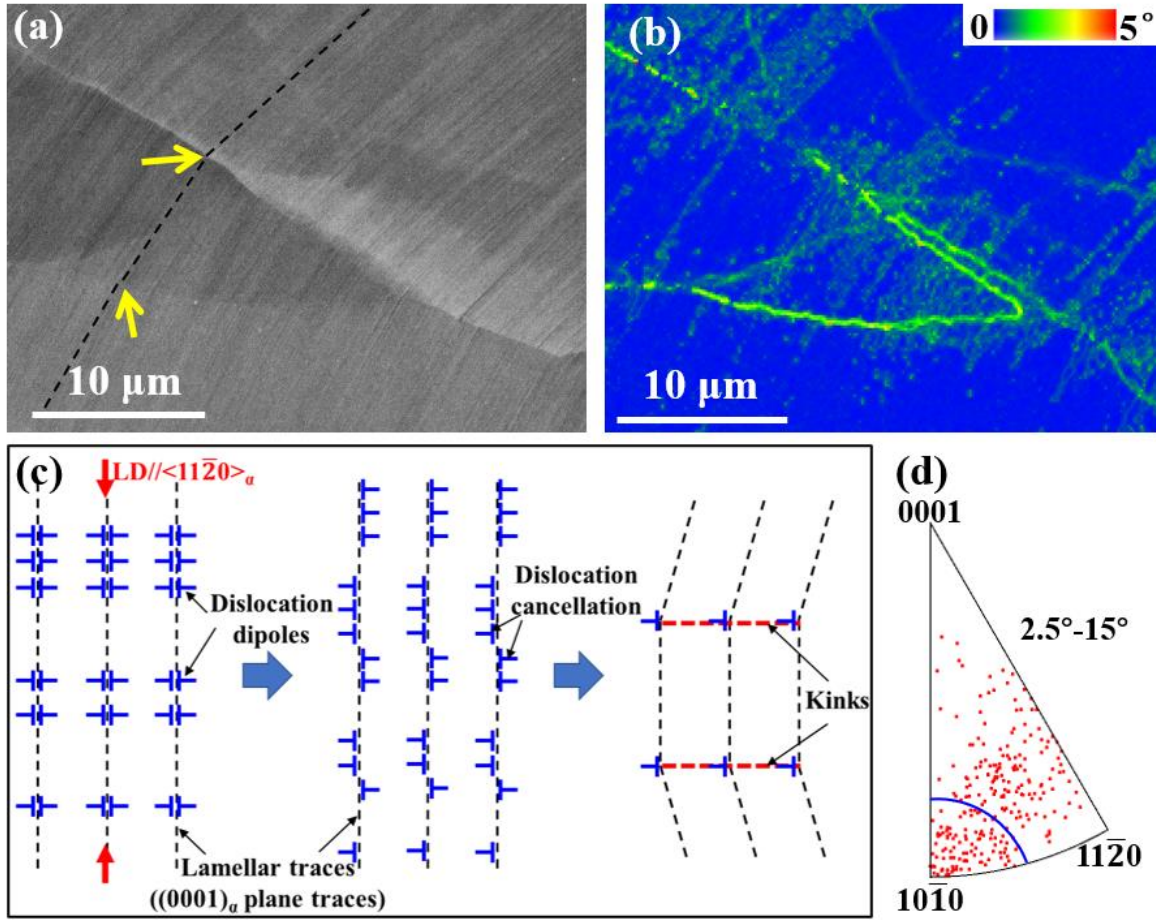 (a)
10 μm
(b)
0 5°
10 μm
(c)
LD//<112̄0>α
Dislocation
dipoles
Dislocation
cancellation
Kinks
Lamellar traces
((0001)α plane traces)
(d)
0001
2.5°-15°
112̄0
101̄0